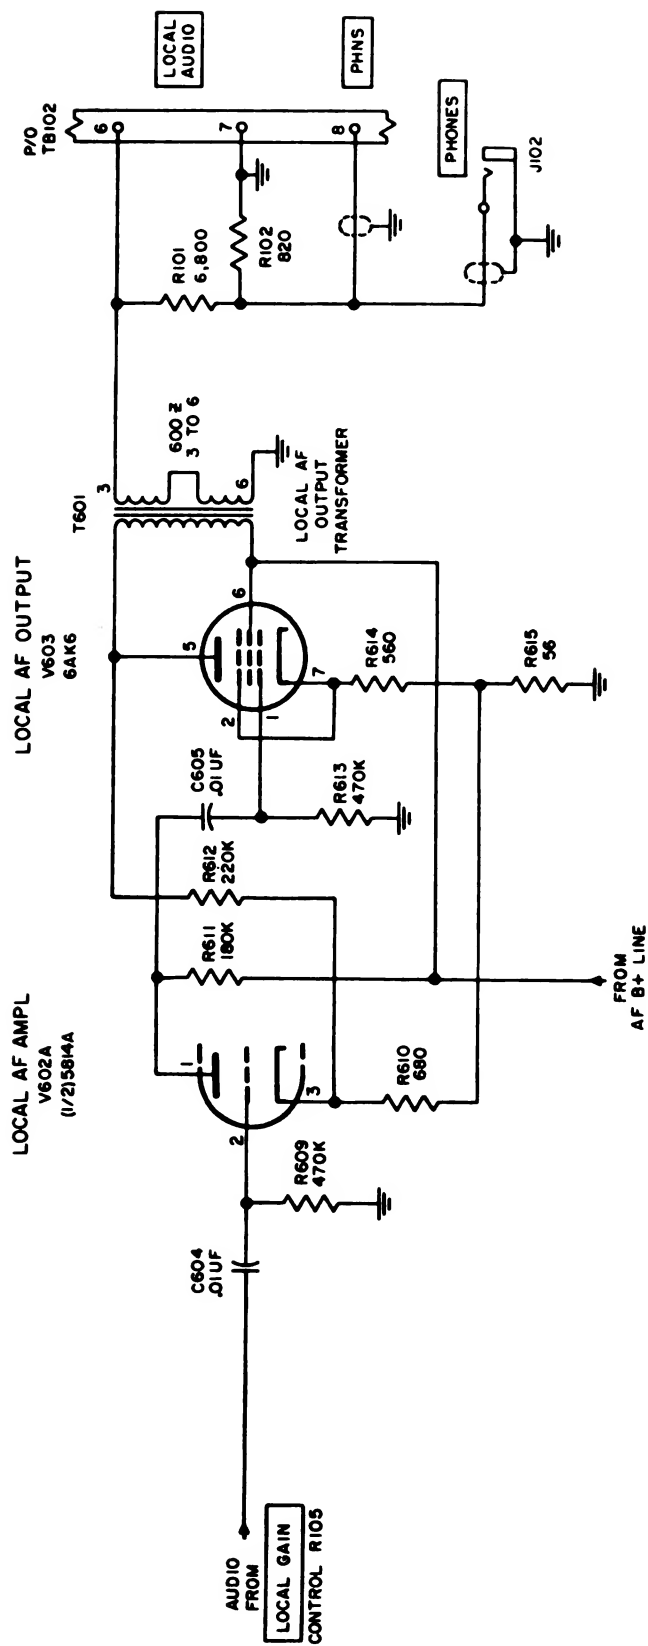 AUDIO
FROM
LOCAL GAIN
CONTROL R105
C604
.01UF
R609
470K
LOCAL AF AMPL
V602A
(1/2)5814A
1
2
3
R610
680
R611
180K
R612
220K
FROM
AF B+ LINE
C605
.01UF
R613
470K
LOCAL AF OUTPUT
V603
6AK6
5
2
1
6
7
R614
560
R615
56
T601
3
6
600 Z
3 TO 6
LOCAL AF
OUTPUT
TRANSFORMER
R101
6,800
R102
820
P/O
TB102
6
7
8
LOCAL
AUDIO
PHNS
PHONES
J102